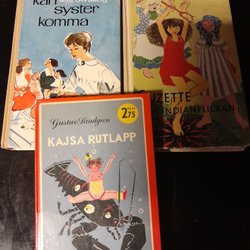 kan
syster
komma
ZETTE
INDIANFLICKAN
2.75
Gustav Sandgren
KAJSA RUTLAPP